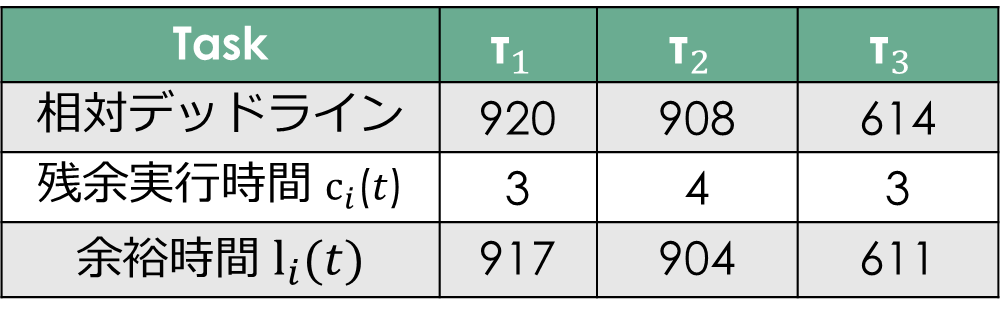 Task τ₁ τ₂ τ₃
相対デッドライン 920 908 614
残余実行時間 cᵢ(t) 3 4 3
余裕時間 lᵢ(t) 917 904 611